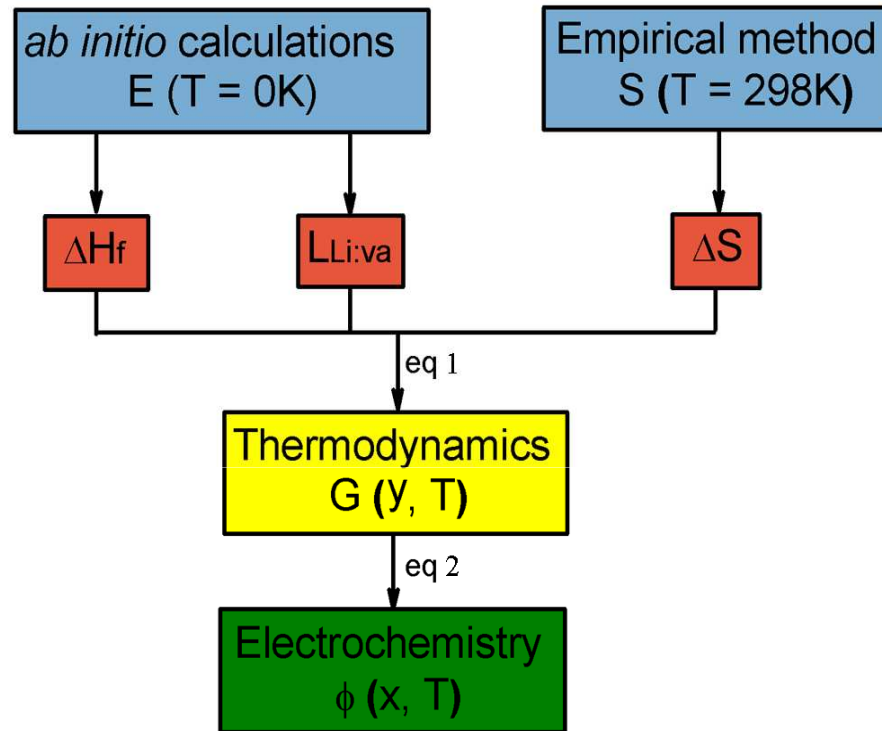 ab initio calculations
E (T = 0K)
Empirical method
S (T = 298K)
ΔHf
LLi:va
ΔS
eq 1
Thermodynamics
G (y, T)
eq 2
Electrochemistry
ϕ (x, T)